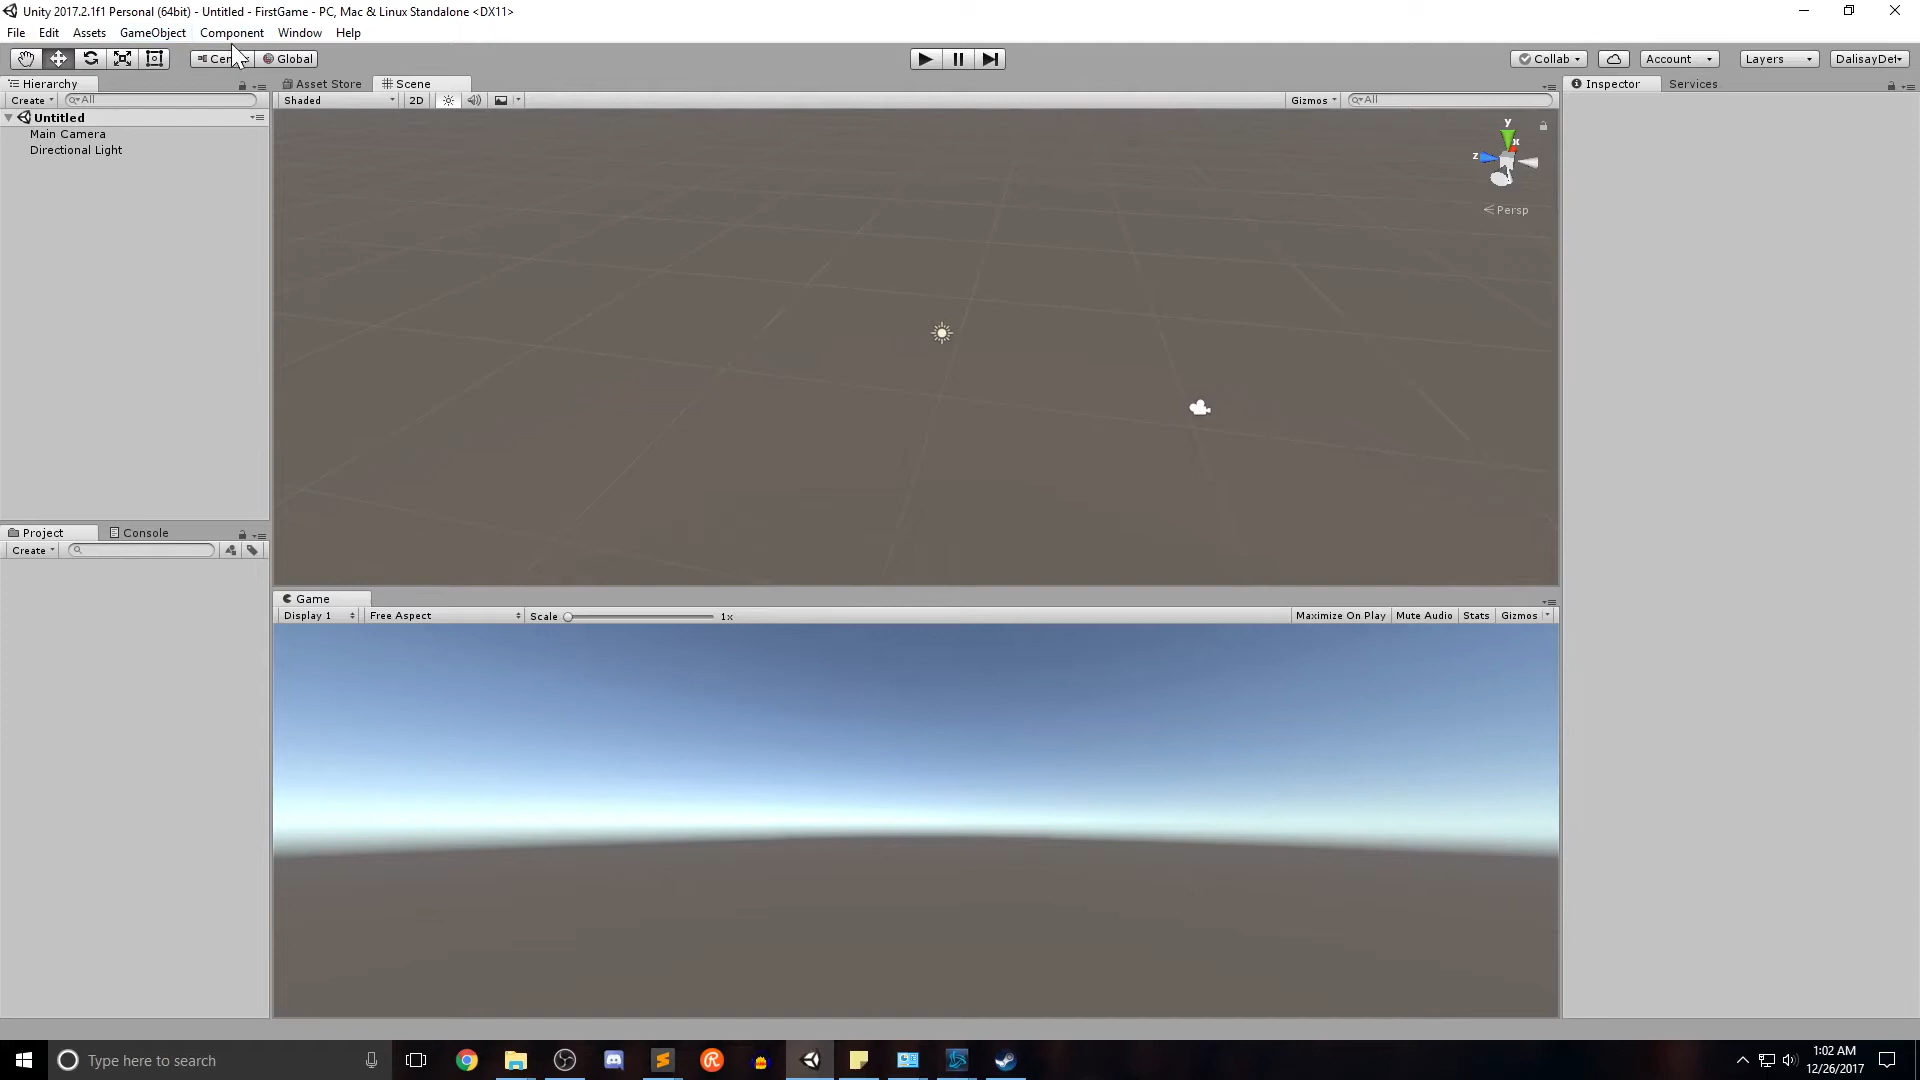 Unity 2017.2.1f1 Personal (64bit) - Untitled - FirstGame - PC, Mac & Linux Standalone <DX11>
File Edit Assets GameObject Component Window Help
Global
Collab Account Layers DalisayDef
Hierarchy
Create All
Untitled
Main Camera
Directional Light
Asset Store Scene
Shaded 2D Gizmos All
y
x
z
Persp
Inspector Services
Project Console
Create
Game
Display 1 Free Aspect Scale 1x Maximize On Play Mute Audio Stats Gizmos
Type here to search
1:02 AM
12/26/2017